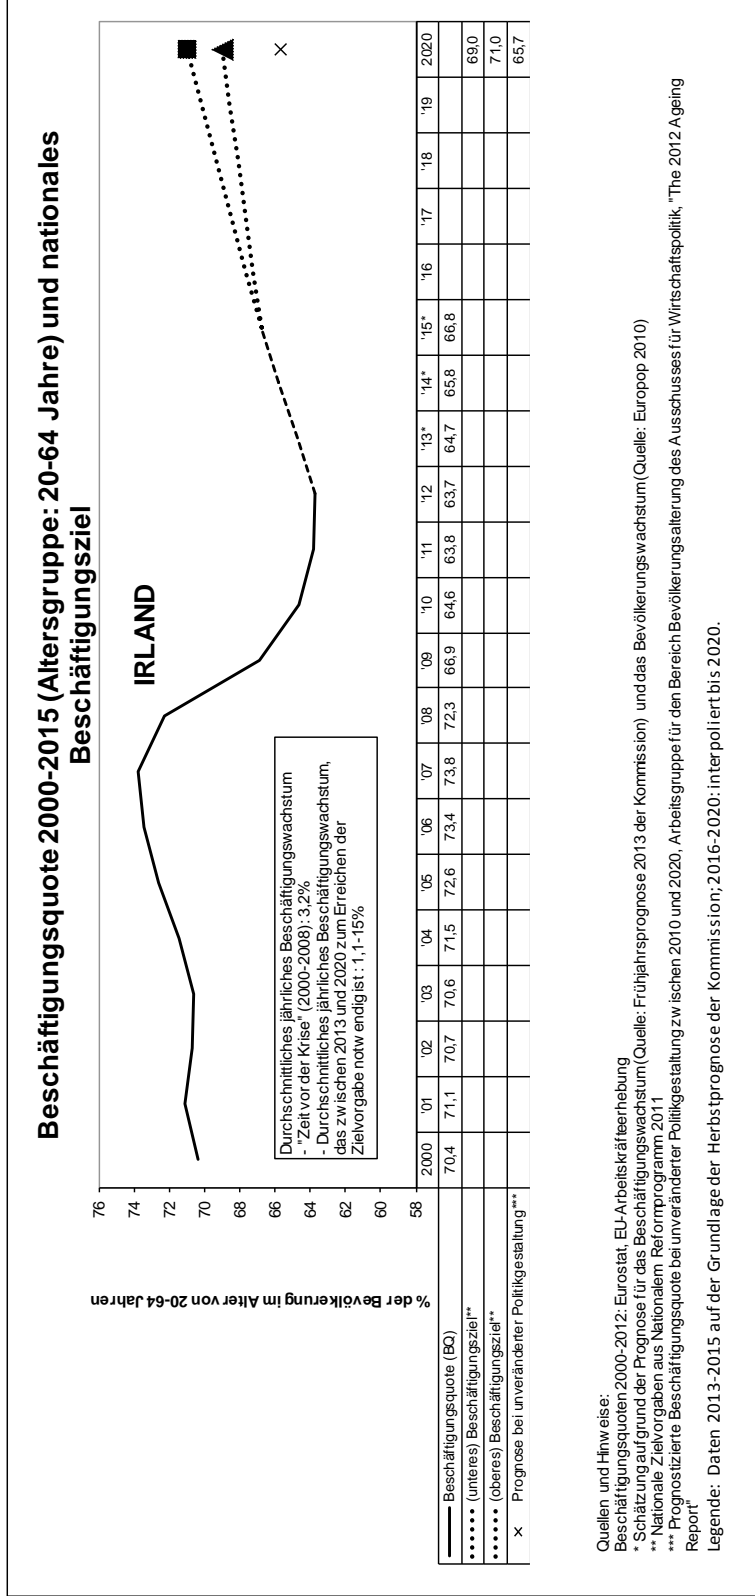 Beschäftigungsquote 2000-2015 (Altersgruppe: 20-64 Jahre) und nationales
Beschäftigungsziel
IRLAND
% der Bevölkerung im Alter von 20-64 Jahren
76
74
72
70
68
66
64
62
60
58
Durchschnittliches jährliches Beschäftigungswachstum
- "Zeit vor der Krise" (2000-2008): 3,2%
- Durchschnittliches jährliches Beschäftigungswachstum,
das zw ischen 2013 und 2020 zum Erreichen der
Zielvorgabe notw endig ist : 1,1-15%
2000 '01 '02 '03 '04 '05 '06 '07 '08 '09 '10 '11 '12 '13* '14* '15* '16 '17 '18 '19 2020
Beschäftigungsquote (BQ) 70,4 71,1 70,7 70,6 71,5 72,6 73,4 73,8 72,3 66,9 64,6 63,8 63,7 64,7 65,8 66,8
(unteres) Beschäftigungsziel** 69,0
(oberes) Beschäftigungsziel** 71,0
Prognose bei unveränderter Politikgestaltung*** 65,7
Quellen und Hinw eise:
Beschäftigungsquoten 2000-2012: Eurostat, EU-Arbeitskräfteerhebung
* Schätzung aufgrund der Prognose für das Beschäftigungswachstum (Quelle: Frühjahrsprognose 2013 der Kommission) und das Bevölkerungswachstum (Quelle: Europop 2010)
** Nationale Zielvorgaben aus Nationalem Reformprogramm 2011
*** Prognostizierte Beschäftigungsquote bei unveränderter Politikgestaltung zw ischen 2010 und 2020, Arbeitsgruppe für den Bereich Bevölkerungsalterung des Ausschusses für Wirtschaftspolitik, "The 2012 Ageing
Report"
Legende: Daten 2013-2015 auf der Grundlage der Herbstprognose der Kommission; 2016-2020: interpoliert bis 2020.